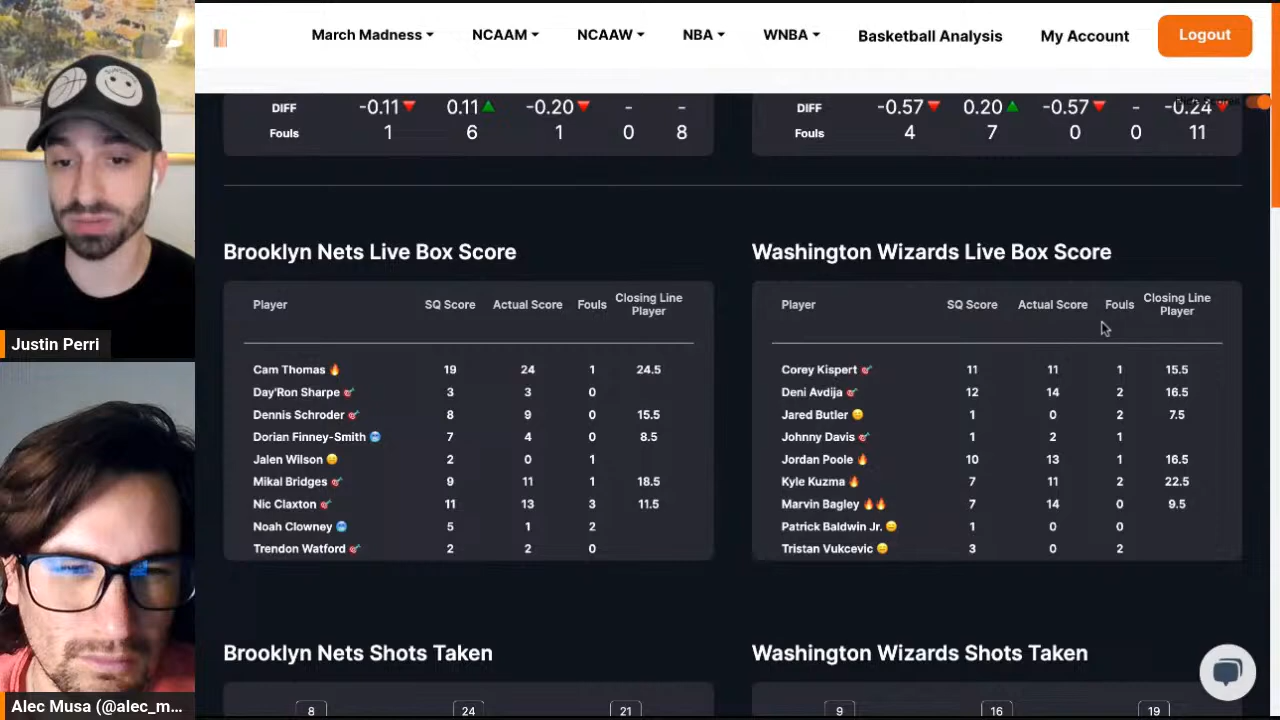 March Madness NCAAM NCAAW NBA WNBA Basketball Analysis My Account Logout
DIFF -0.11 0.11 -0.20 - -
Fouls 1 6 1 0 8
DIFF -0.57 0.20 -0.57 - -0.24
Fouls 4 7 0 0 11
Brooklyn Nets Live Box Score
Player SQ Score Actual Score Fouls Closing Line Player
Cam Thomas 19 24 1 24.5
Day'Ron Sharpe 3 3 0
Dennis Schroder 8 9 0 15.5
Dorian Finney-Smith 7 4 0 8.5
Jalen Wilson 2 0 1
Mikal Bridges 9 11 1 18.5
Nic Claxton 11 13 3 11.5
Noah Clowney 5 1 2
Trendon Watford 2 2 0
Washington Wizards Live Box Score
Player SQ Score Actual Score Fouls Closing Line Player
Corey Kispert 11 11 1 15.5
Deni Avdija 12 14 2 16.5
Jared Butler 1 0 2 7.5
Johnny Davis 1 2 1
Jordan Poole 10 13 1 16.5
Kyle Kuzma 7 11 2 22.5
Marvin Bagley 7 14 0 9.5
Patrick Baldwin Jr. 1 0 0
Tristan Vukcevic 3 0 2
Brooklyn Nets Shots Taken
8 24 21
Washington Wizards Shots Taken
9 16 19
Justin Perri
Alec Musa (@alec_m...